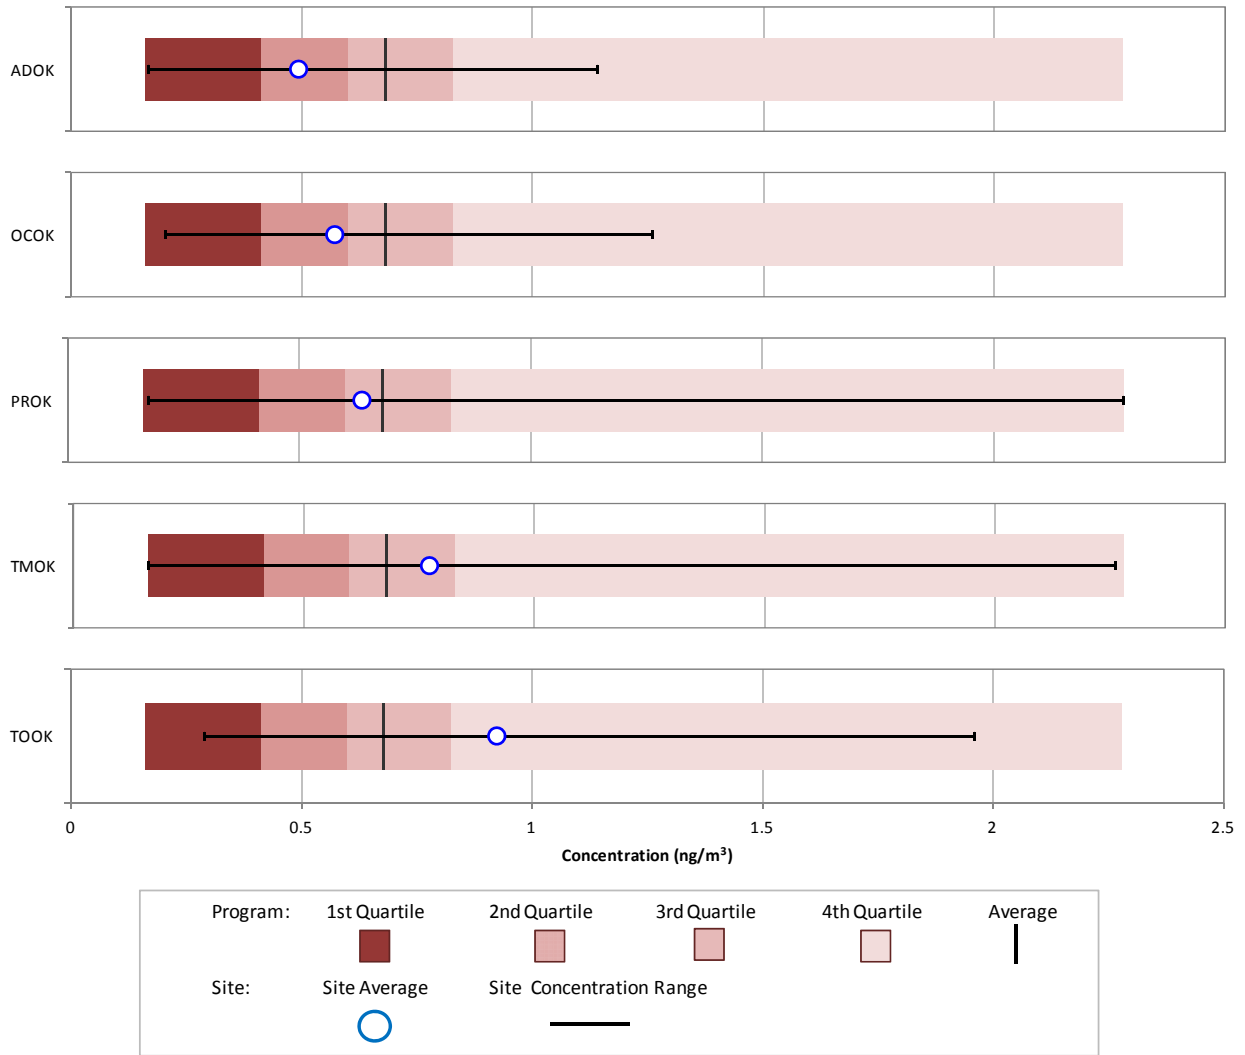 ADOK
OCOK
PROK
TMOK
TOOK
0 0.5 1 1.5 2 2.5
Concentration (ng/m³)
Program: 1st Quartile 2nd Quartile 3rd Quartile 4th Quartile Average
Site: Site Average Site Concentration Range